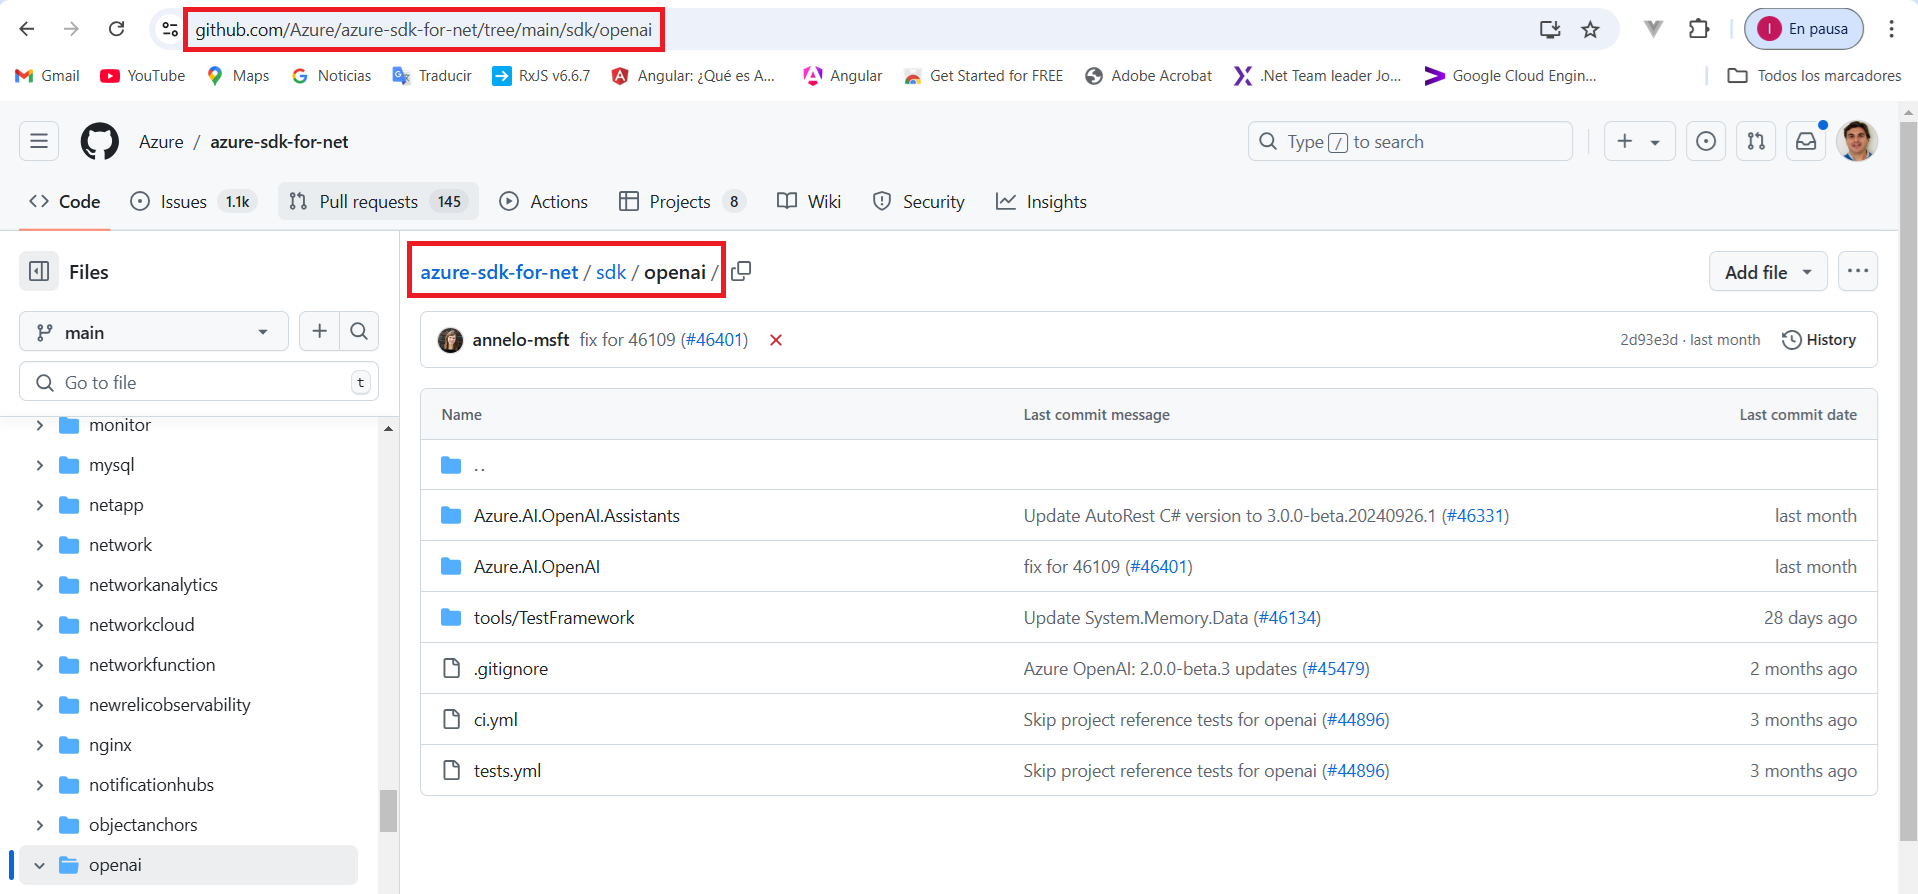 github.com/Azure/azure-sdk-for-net/tree/main/sdk/openai
I En pausa
Gmail YouTube Maps Noticias Traducir RxJS v6.6.7 Angular: ¿Qué es A... Angular Get Started for FREE Adobe Acrobat .Net Team leader Jo... Google Cloud Engin... Todos los marcadores
Azure / azure-sdk-for-net
Type / to search
Code Issues 1.1k Pull requests 145 Actions Projects 8 Wiki Security Insights
Files
main
Go to file t
monitor
mysql
netapp
network
networkanalytics
networkcloud
networkfunction
newrelicobservability
nginx
notificationhubs
objectanchors
openai
azure-sdk-for-net / sdk / openai /
Add file
annelo-msft fix for 46109 (#46401) 2d93e3d · last month History
Name Last commit message Last commit date
..
Azure.AI.OpenAI.Assistants Update AutoRest C# version to 3.0.0-beta.20240926.1 (#46331) last month
Azure.AI.OpenAI fix for 46109 (#46401) last month
tools/TestFramework Update System.Memory.Data (#46134) 28 days ago
.gitignore Azure OpenAI: 2.0.0-beta.3 updates (#45479) 2 months ago
ci.yml Skip project reference tests for openai (#44896) 3 months ago
tests.yml Skip project reference tests for openai (#44896) 3 months ago